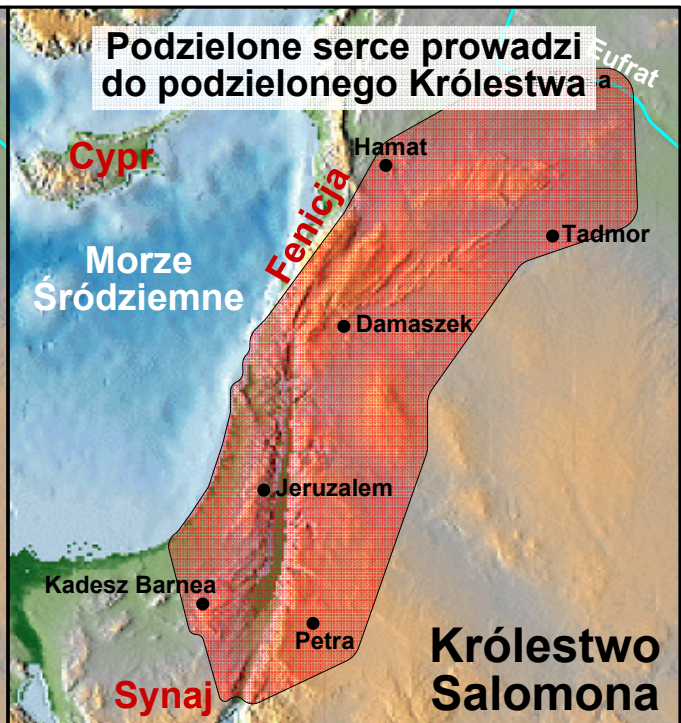 Podzielone serce prowadzi
do podzielonego Królestwa
a
Eufrat
Hamat
Cypr
Fenicja
Tadmor
Morze
Śródziemne
Damaszek
Jeruzalem
Kadesz Barnea
Petra
Królestwo
Salomona
Synaj